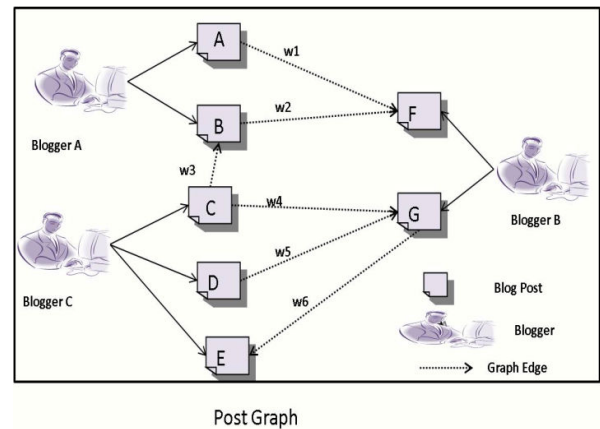 A
w1
w2
F
B
Blogger A
w3
C
w4
G
Blogger B
w5
D
Blogger C
w6
Blog Post
E
Blogger
Graph Edge
Post Graph